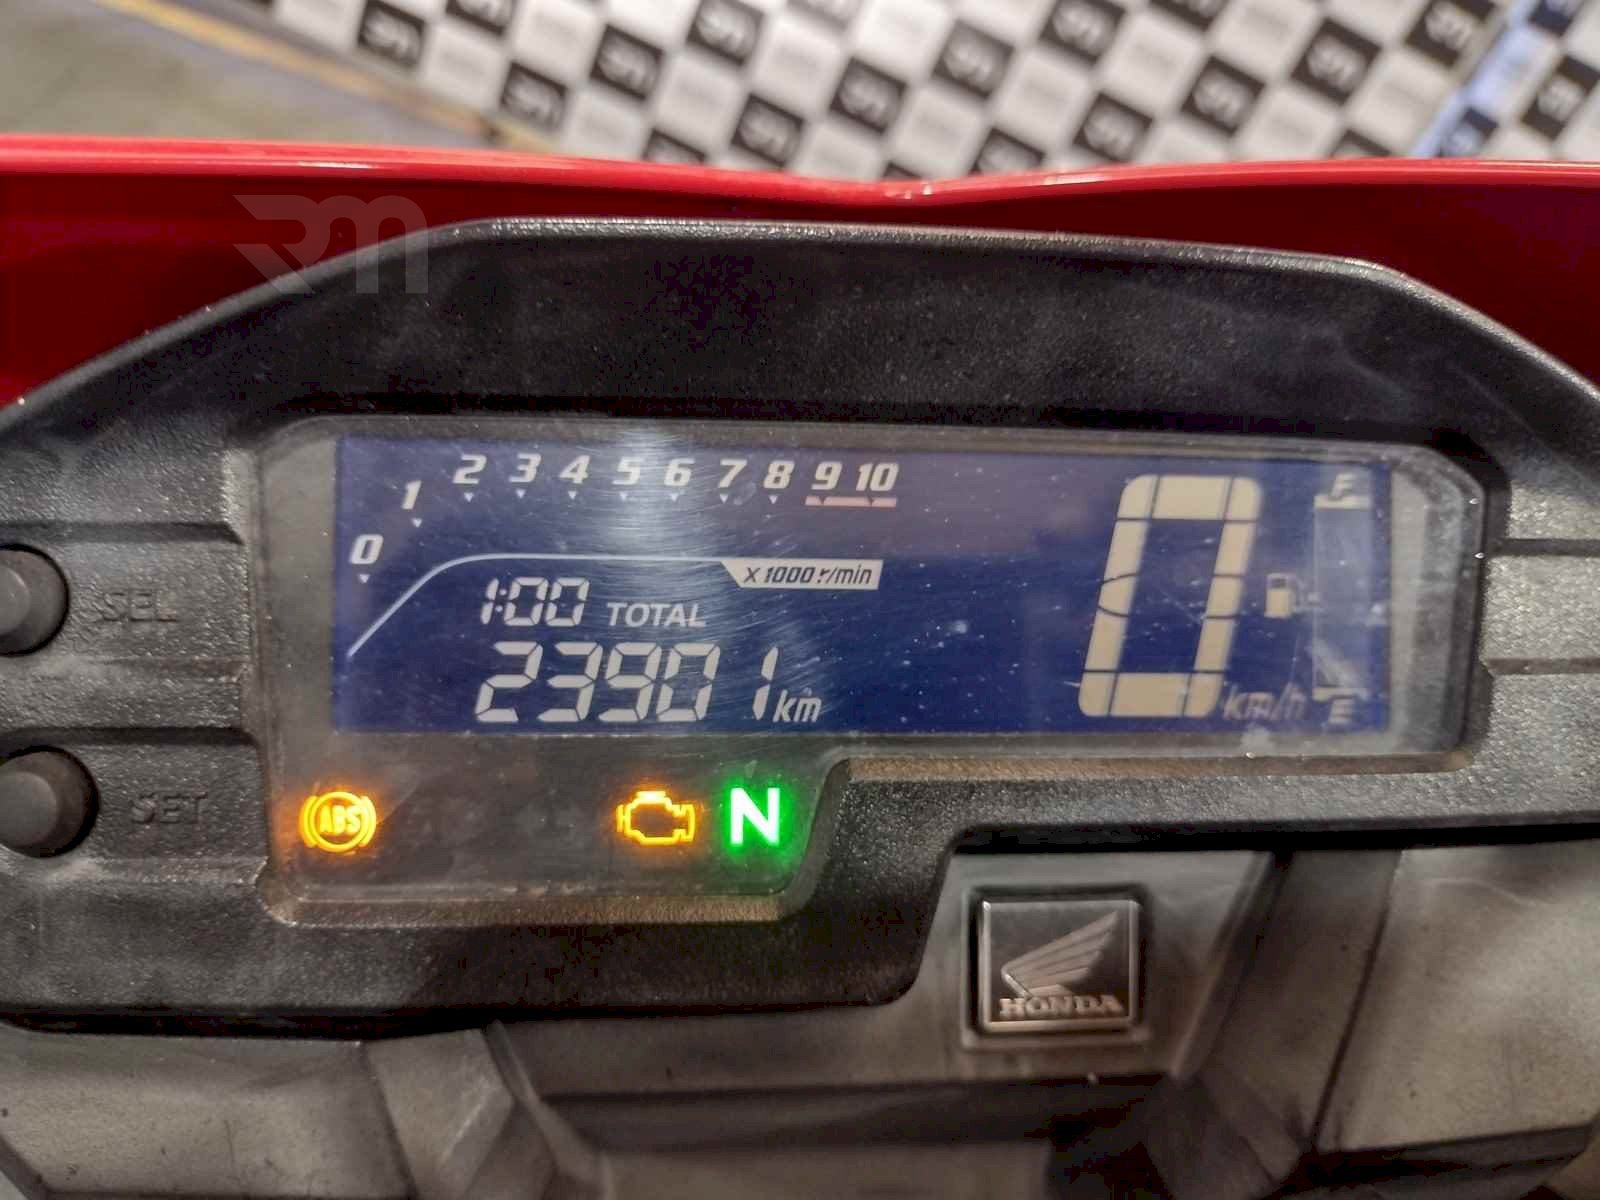 RM
0 1 2 3 4 5 6 7 8 9 10
x 1000 r/min
F
1:00 TOTAL
23901 km
0 km/h
E
SEL
SET
ABS
N
HONDA